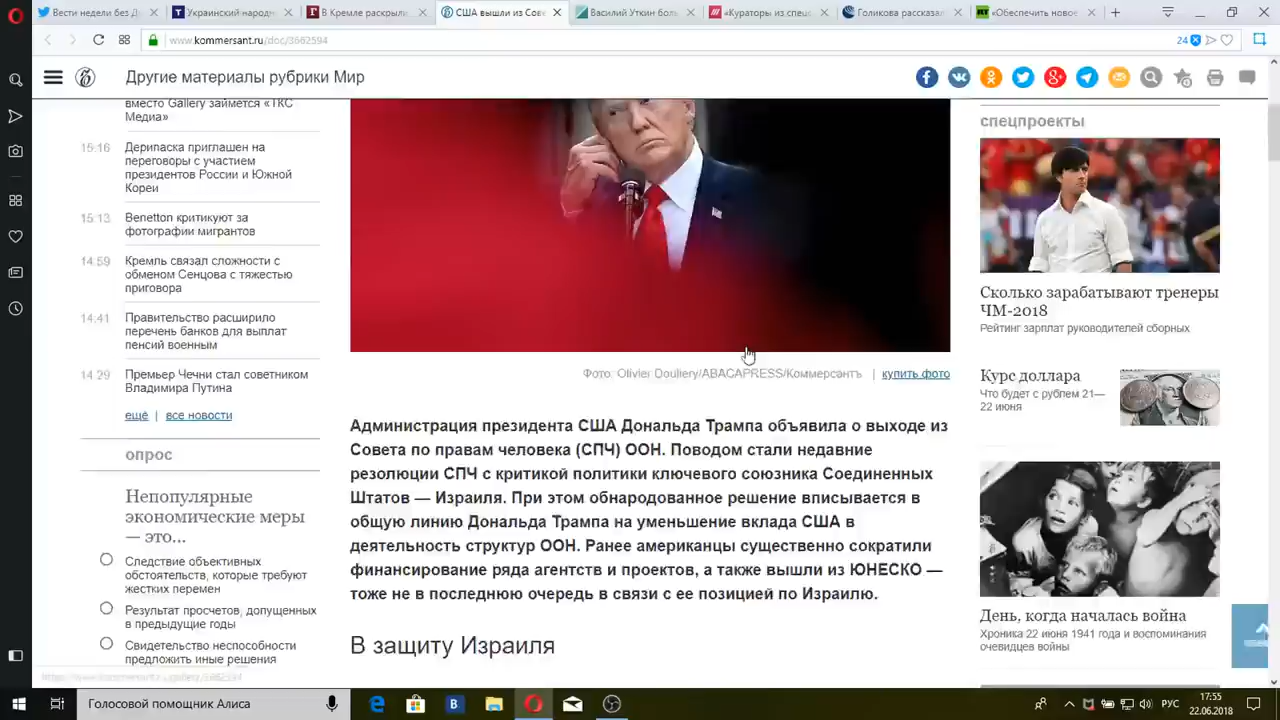 Вести недели без Д
Украинский народн
В Кремле раскрыли
США вышли из Сове
Василий Уткин боль
«Кураторы из спец
Голикова рассказал
«Обеспечить новое
www.kommersant.ru/doc/3662594
24
Другие материалы рубрики Мир
вместо Gallery займется «ТКС
Медиа»
15:16 Дерипаска приглашен на
переговоры с участием
президентов России и Южной
Кореи
15:13 Benetton критикуют за
фотографии мигрантов
14:59 Кремль связал сложности с
обменом Сенцова с тяжестью
приговора
14:41 Правительство расширило
перечень банков для выплат
пенсий военным
14:29 Премьер Чечни стал советником
Владимира Путина
ещё | все новости
опрос
Непопулярные
экономические меры
— это...
Следствие объективных
обстоятельств, которые требуют
жестких перемен
Результат просчетов, допущенных
в предыдущие годы
Свидетельство неспособности
предложить иные решения
Фото: Olivier Douliery/ABACAPRESS/Коммерсантъ | купить фото
Администрация президента США Дональда Трампа объявила о выходе из
Совета по правам человека (СПЧ) ООН. Поводом стали недавние
резолюции СПЧ с критикой политики ключевого союзника Соединенных
Штатов — Израиля. При этом обнародованное решение вписывается в
общую линию Дональда Трампа на уменьшение вклада США в
деятельность структур ООН. Ранее американцы существенно сократили
финансирование ряда агентств и проектов, а также вышли из ЮНЕСКО —
тоже не в последнюю очередь в связи с ее позицией по Израилю.
В защиту Израиля
спецпроекты
Сколько зарабатывают тренеры
ЧМ-2018
Рейтинг зарплат руководителей сборных
Курс доллара
Что будет с рублем 21—
22 июня
День, когда началась война
Хроника 22 июня 1941 года и воспоминания
очевидцев войны
Голосовой помощник Алиса
РУС
17:55
22.06.2018